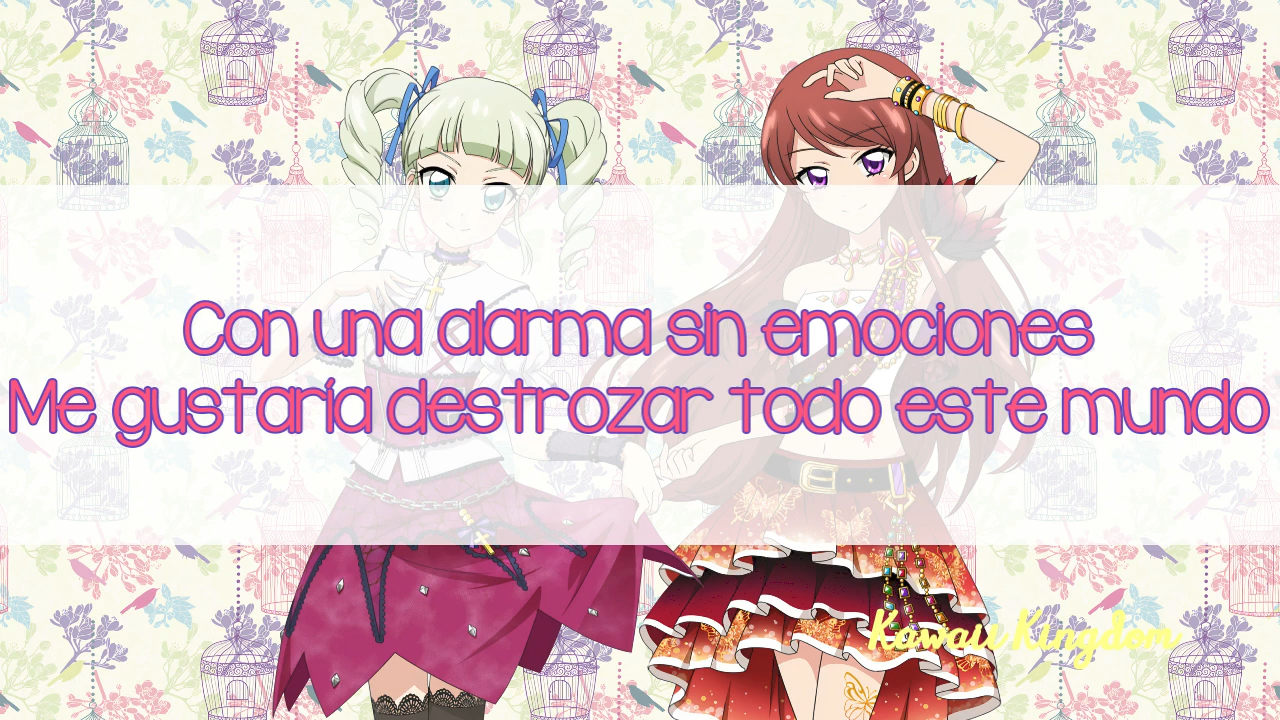 Con una alarma sin emociones
Me gustaría destrozar todo este mundo
Kawaii Kingdom